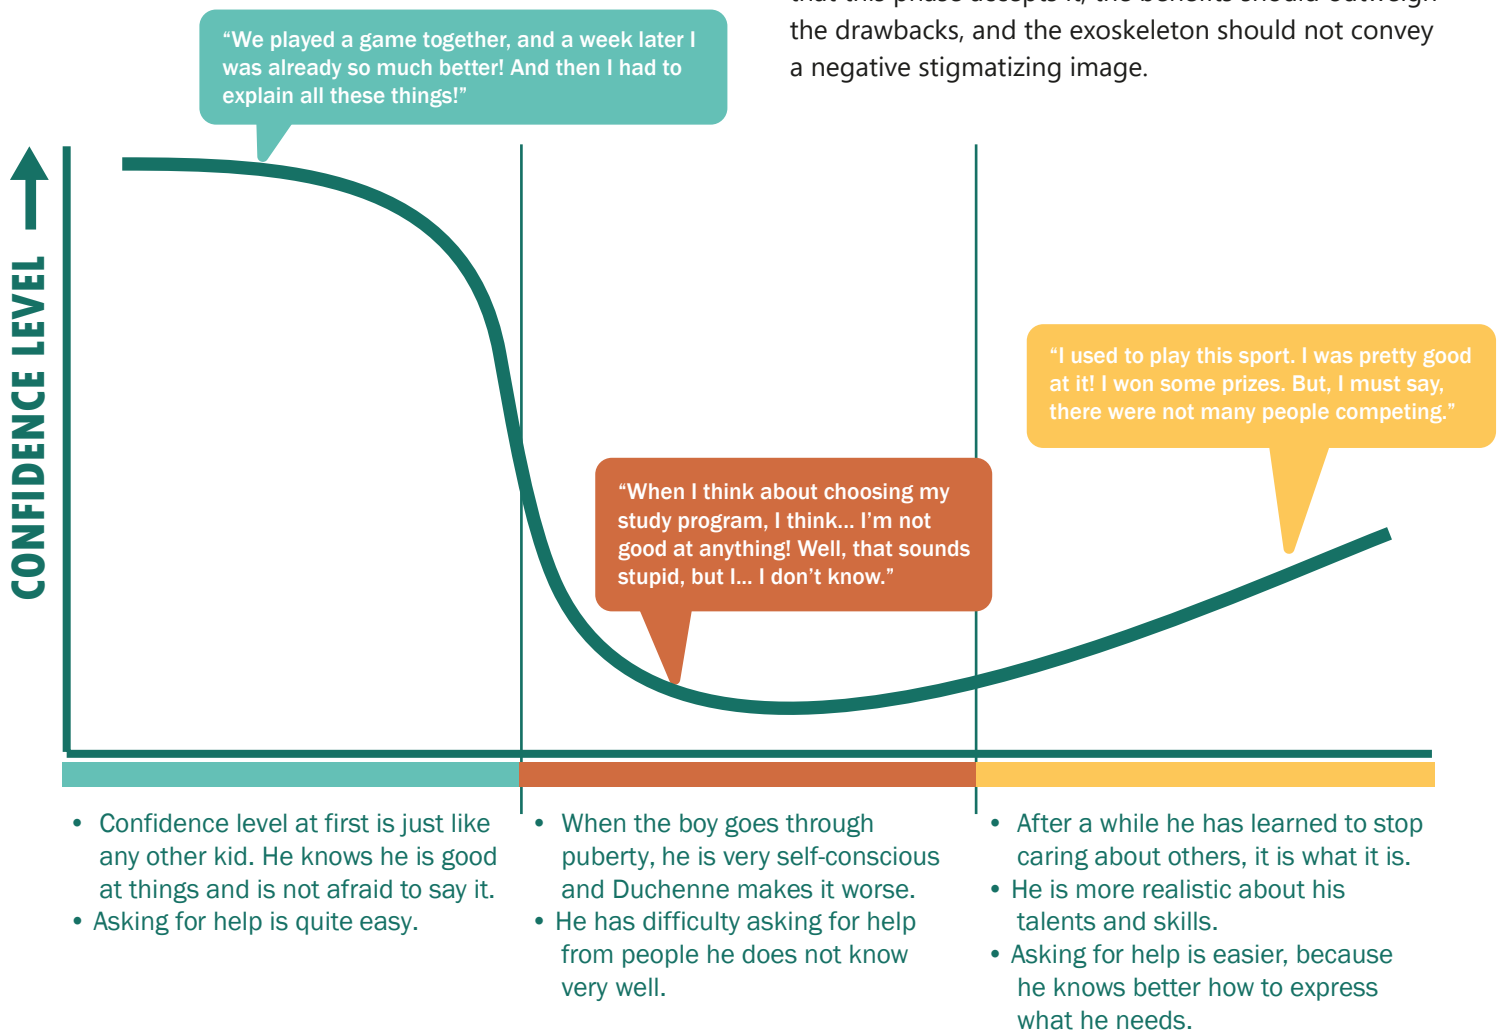 that this phase accepts it, the benefits should outweigh
the drawbacks, and the exoskeleton should not convey
a negative stigmatizing image.
“We played a game together, and a week later I
was already so much better! And then I had to
explain all these things!”
CONFIDENCE LEVEL
“I used to play this sport. I was pretty good
at it! I won some prizes. But, I must say,
there were not many people competing.”
“When I think about choosing my
study program, I think... I’m not
good at anything! Well, that sounds
stupid, but I... I don’t know.”
• Confidence level at first is just like
any other kid. He knows he is good
at things and is not afraid to say it.
• Asking for help is quite easy.
• When the boy goes through
puberty, he is very self-conscious
and Duchenne makes it worse.
• He has difficulty asking for help
from people he does not know
very well.
• After a while he has learned to stop
caring about others, it is what it is.
• He is more realistic about his
talents and skills.
• Asking for help is easier, because
he knows better how to express
what he needs.